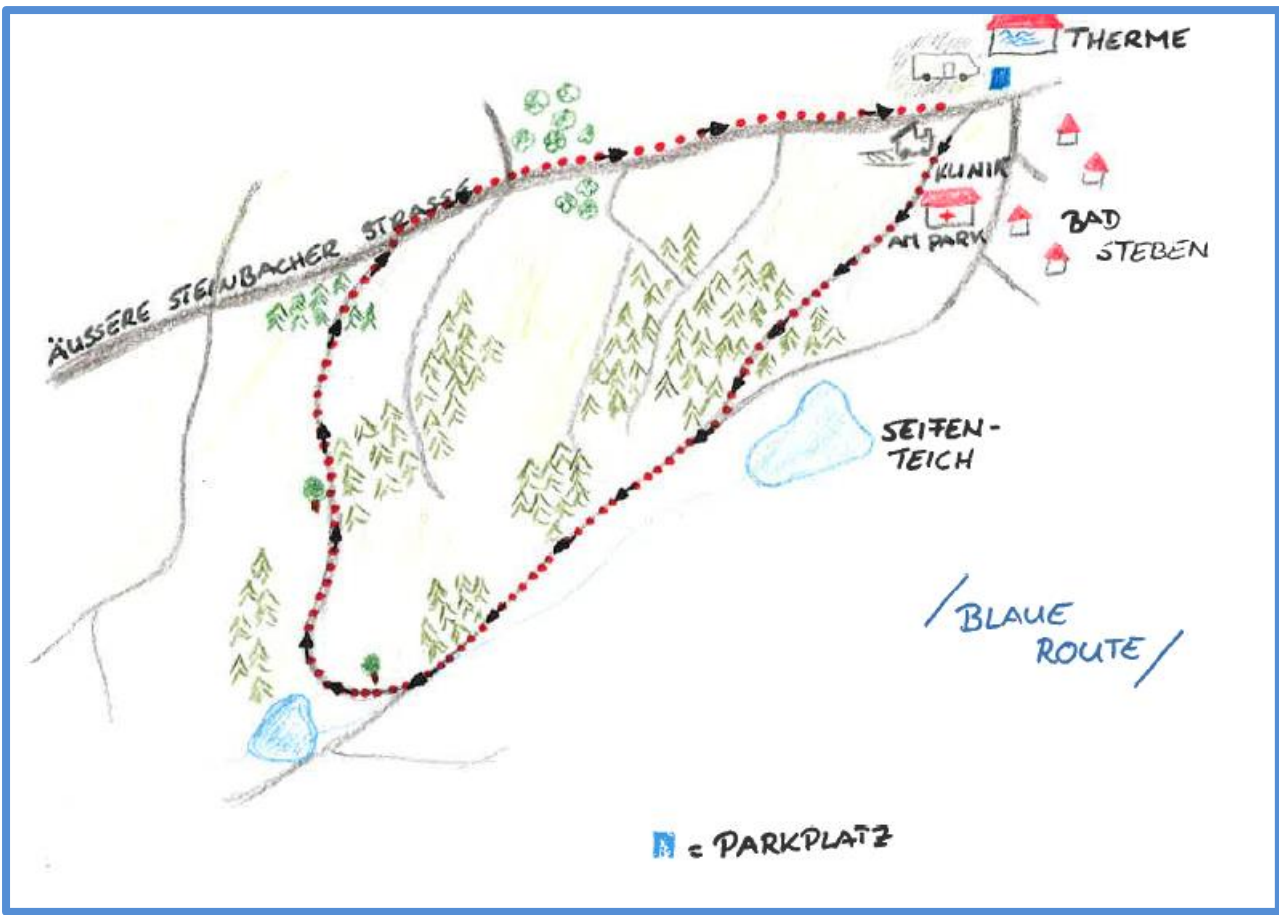 THERME
KLINIK
AM PARK
BAD
STEBEN
ÄUSSERE STEINBACHER STRASSE
SEIFEN-
TEICH
/BLAUE
ROUTE/
= PARKPLATZ